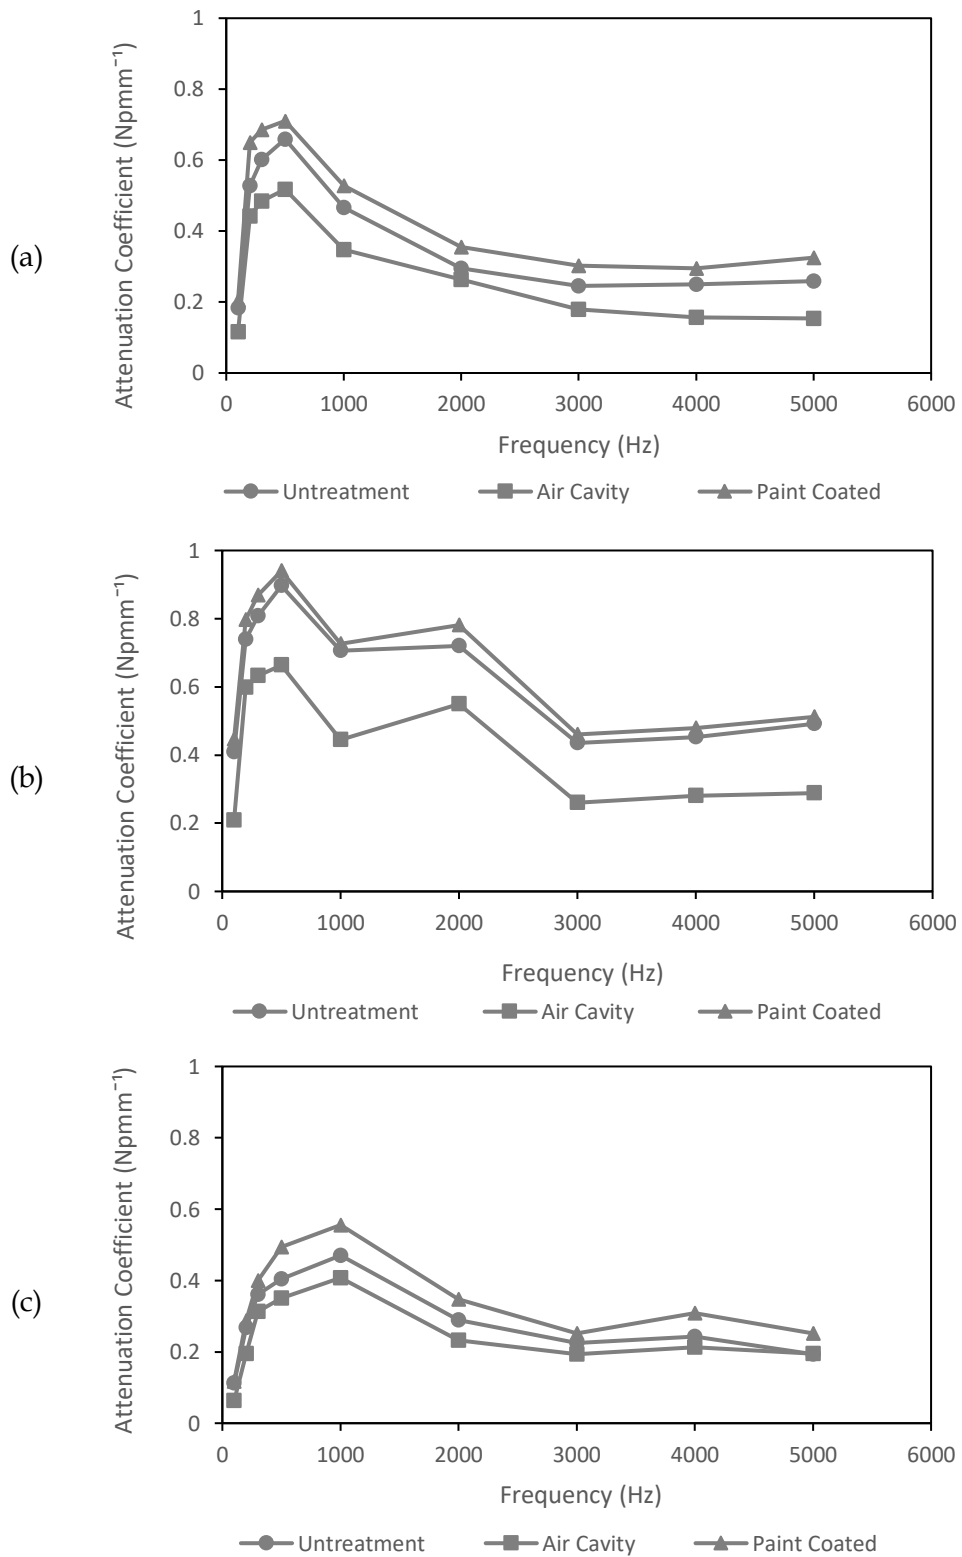 (a)
Attenuation Coefficient (Npmm⁻¹)
1
0.8
0.6
0.4
0.2
0
0 1000 2000 3000 4000 5000 6000
Frequency (Hz)
Untreatment Air Cavity Paint Coated
(b)
Attenuation Coefficient (Npmm⁻¹)
1
0.8
0.6
0.4
0.2
0
0 1000 2000 3000 4000 5000 6000
Frequency (Hz)
Untreatment Air Cavity Paint Coated
(c)
Attenuation Coefficient (Npmm⁻¹)
1
0.8
0.6
0.4
0.2
0
0 1000 2000 3000 4000 5000 6000
Frequency (Hz)
Untreatment Air Cavity Paint Coated